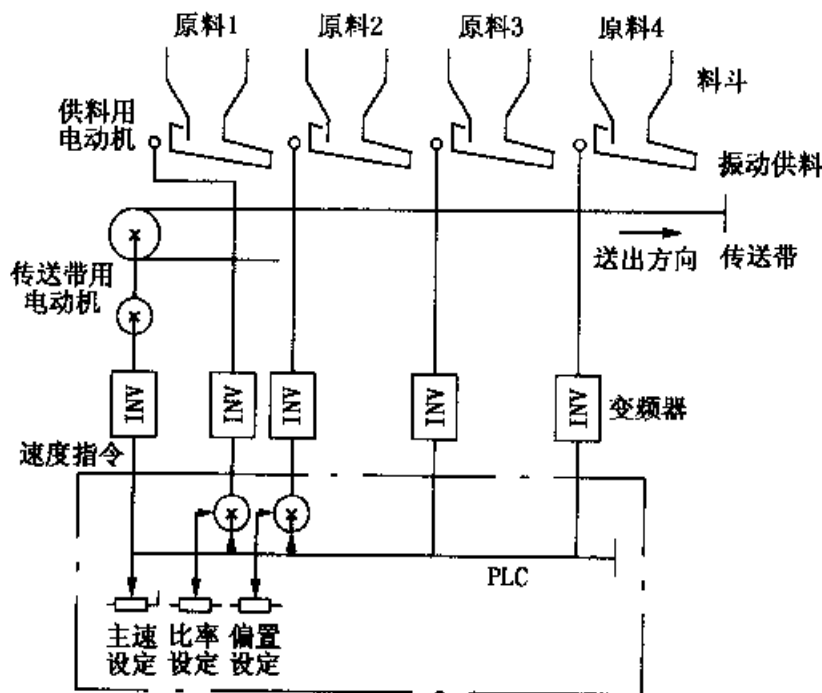 原料1
原料2
原料3
原料4
料斗
供料用
电动机
振动供料
送出方向
传送带
传送带用
电动机
INV
INV
INV
INV
INV
变频器
速度指令
PLC
主速
设定
比率
设定
偏置
设定